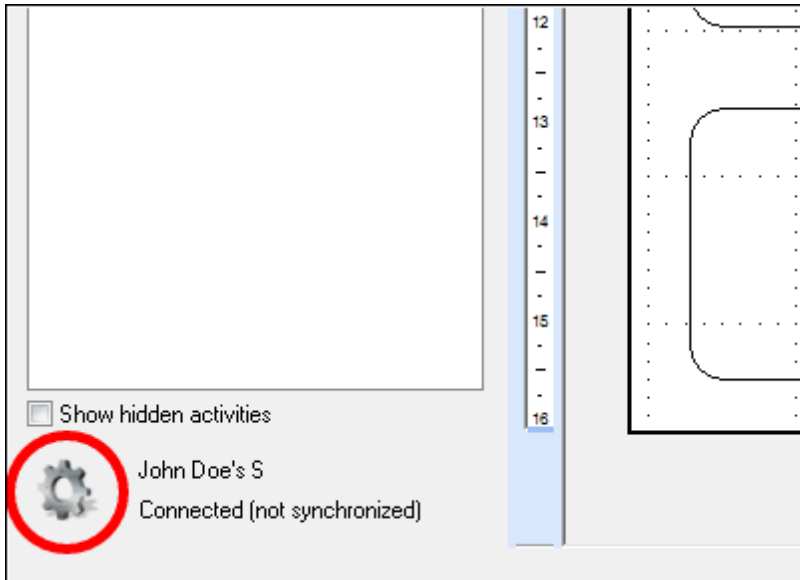 12
13
14
15
16
Show hidden activities
John Doe's S
Connected (not synchronized)